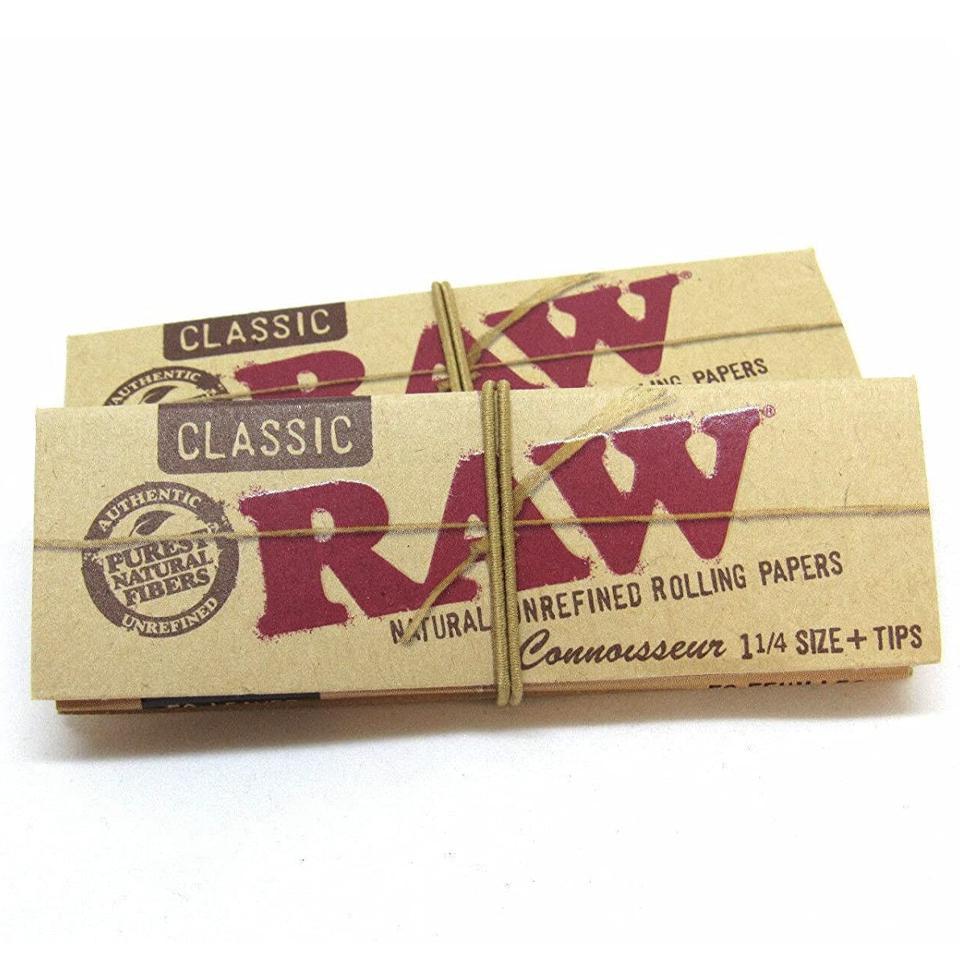 CLASSIC
RAW®
AUTHENTIC
ROLLING PAPERS
CLASSIC
RAW®
AUTHENTIC
PUREST
NATURAL
FIBERS
UNREFINED
NATURAL UNREFINED ROLLING PAPERS
Connoisseur 1 1/4 SIZE + TIPS